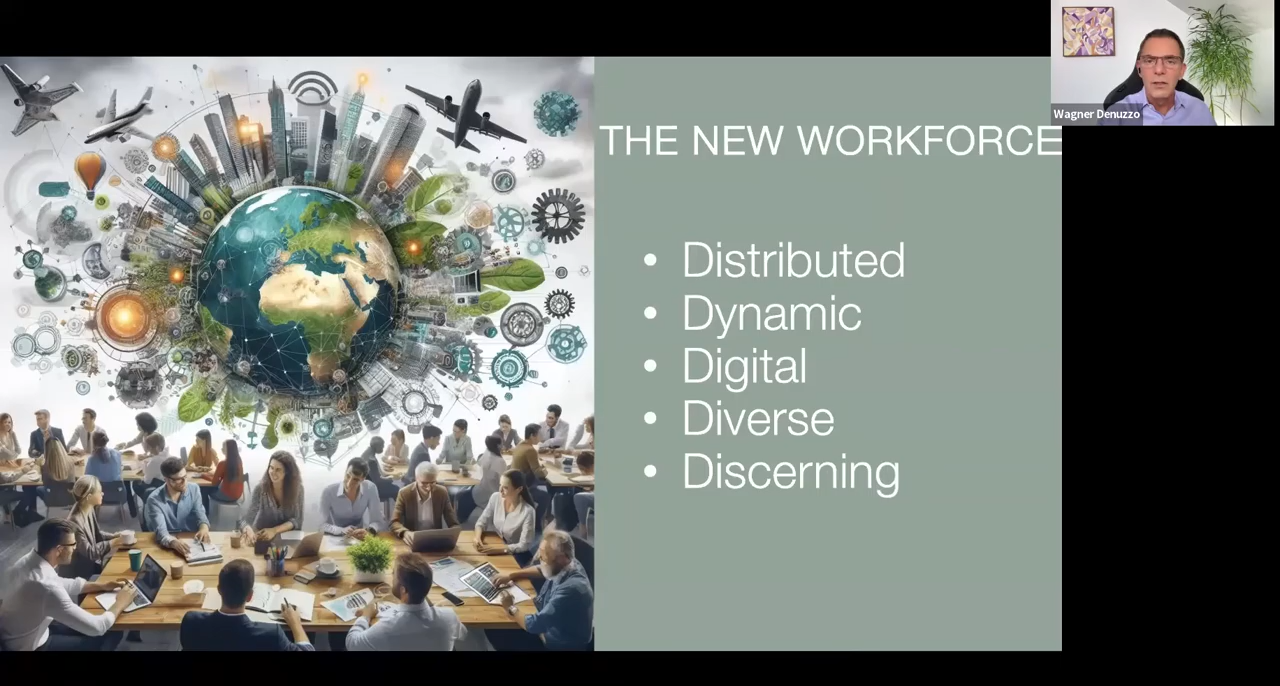 Wagner Denuzzo
THE NEW WORKFORCE
• Distributed
• Dynamic
• Digital
• Diverse
• Discerning